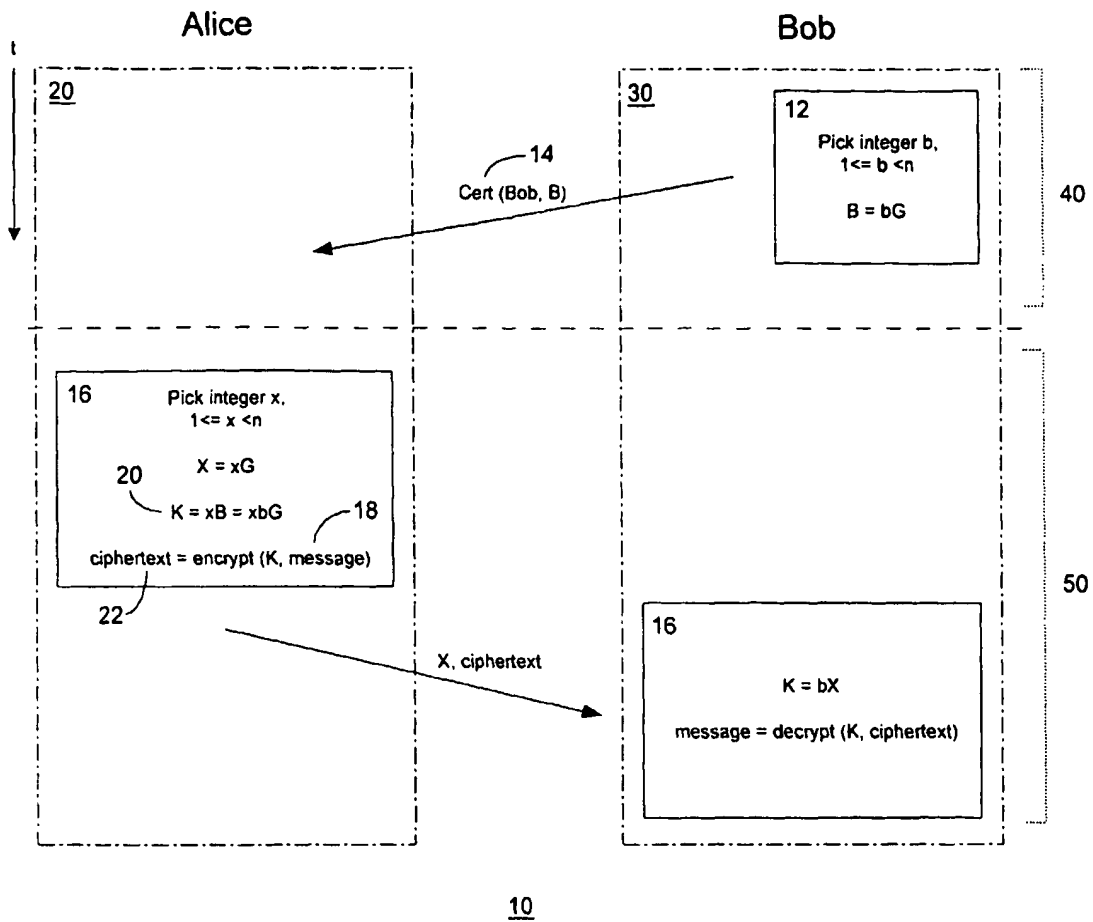 Alice
Bob
t
20
30
12
Pick integer b,
1<= b <n
B = bG
14
Cert (Bob, B)
40
16
Pick integer x,
1<= x <n
X = xG
20
K = xB = xbG
18
ciphertext = encrypt (K, message)
22
X, ciphertext
50
16
K = bX
message = decrypt (K, ciphertext)
10